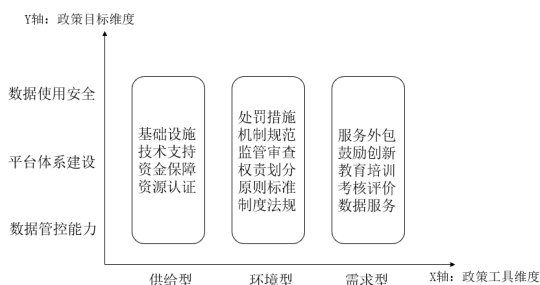 Y轴：政策目标维度
数据使用安全
平台体系建设
数据管控能力
基础设施
技术支持
资金保障
资源认证
处罚措施
机制规范
监管审查
权责划分
原则标准
制度法规
服务外包
鼓励创新
教育培训
考核评价
数据服务
供给型
环境型
需求型
X轴：政策工具维度